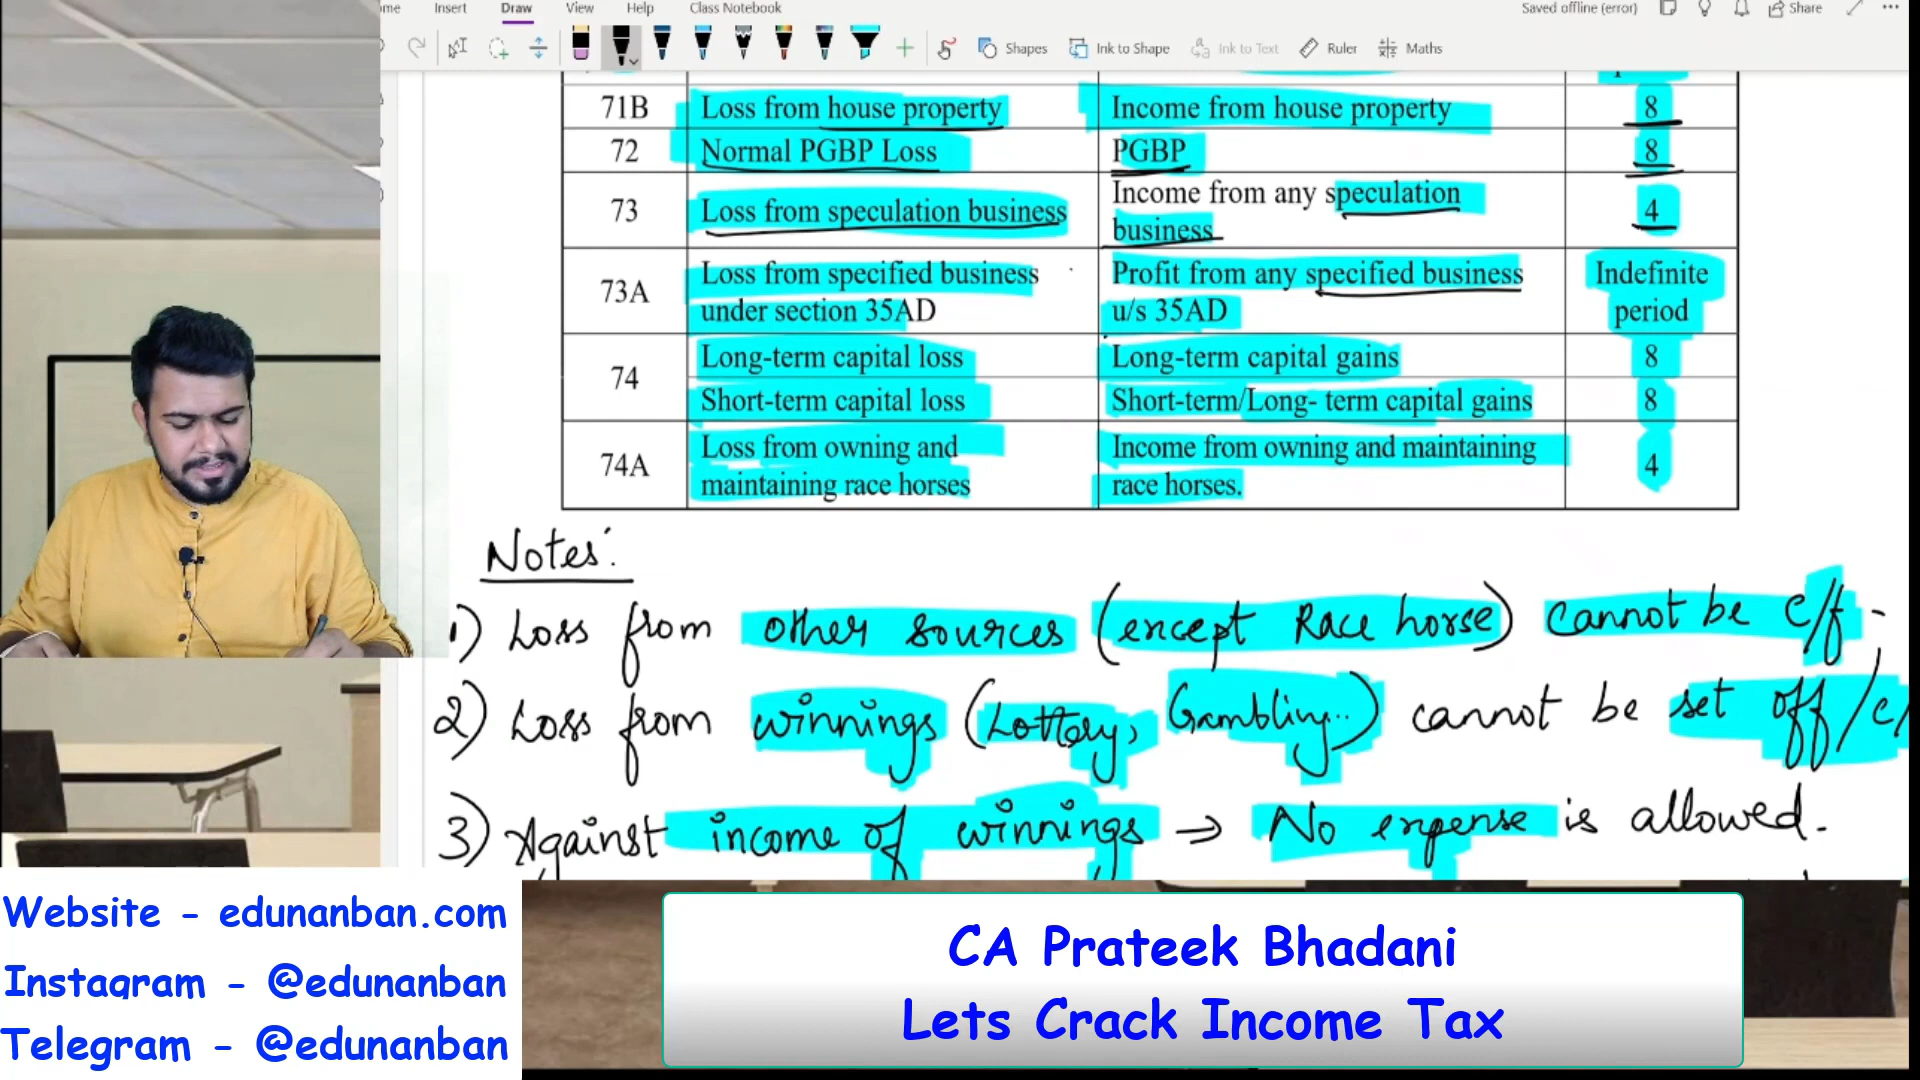 Insert Draw View Help Class Notebook Saved offline (error) Share
Shapes Ink to Shape Ink to Text Ruler Maths
71B Loss from house property Income from house property 8
72 Normal PGBP Loss PGBP 8
73 Loss from speculation business Income from any speculation business 4
73A Loss from specified business under section 35AD Profit from any specified business u/s 35AD Indefinite period
74 Long-term capital loss Long-term capital gains 8
Short-term capital loss Short-term/Long- term capital gains 8
74A Loss from owning and maintaining race horses Income from owning and maintaining race horses. 4
Notes:
1) Loss from other sources (except Race horse) cannot be c/f.
2) Loss from winnings (Lottery, Gambling..) cannot be set off/c/
3) Against income of winnings → No expense is allowed.
Website - edunanban.com
Instagram - @edunanban
Telegram - @edunanban
CA Prateek Bhadani
Lets Crack Income Tax